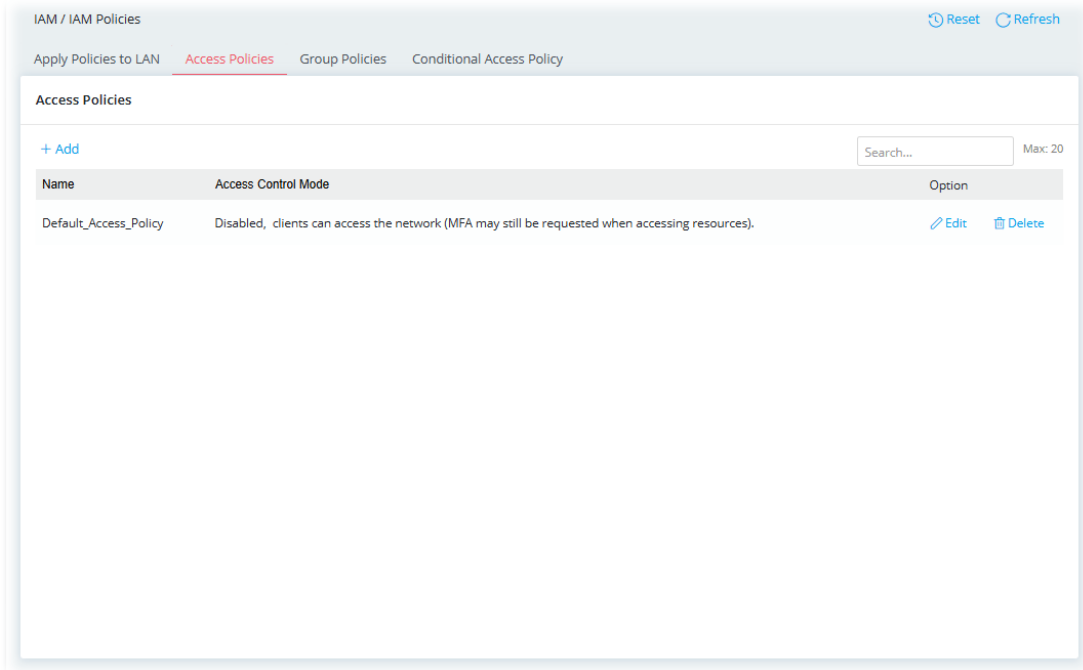 IAM / IAM Policies Reset Refresh
Apply Policies to LAN Access Policies Group Policies Conditional Access Policy
Access Policies
+ Add Search... Max: 20
Name Access Control Mode Option
Default_Access_Policy Disabled, clients can access the network (MFA may still be requested when accessing resources). Edit Delete